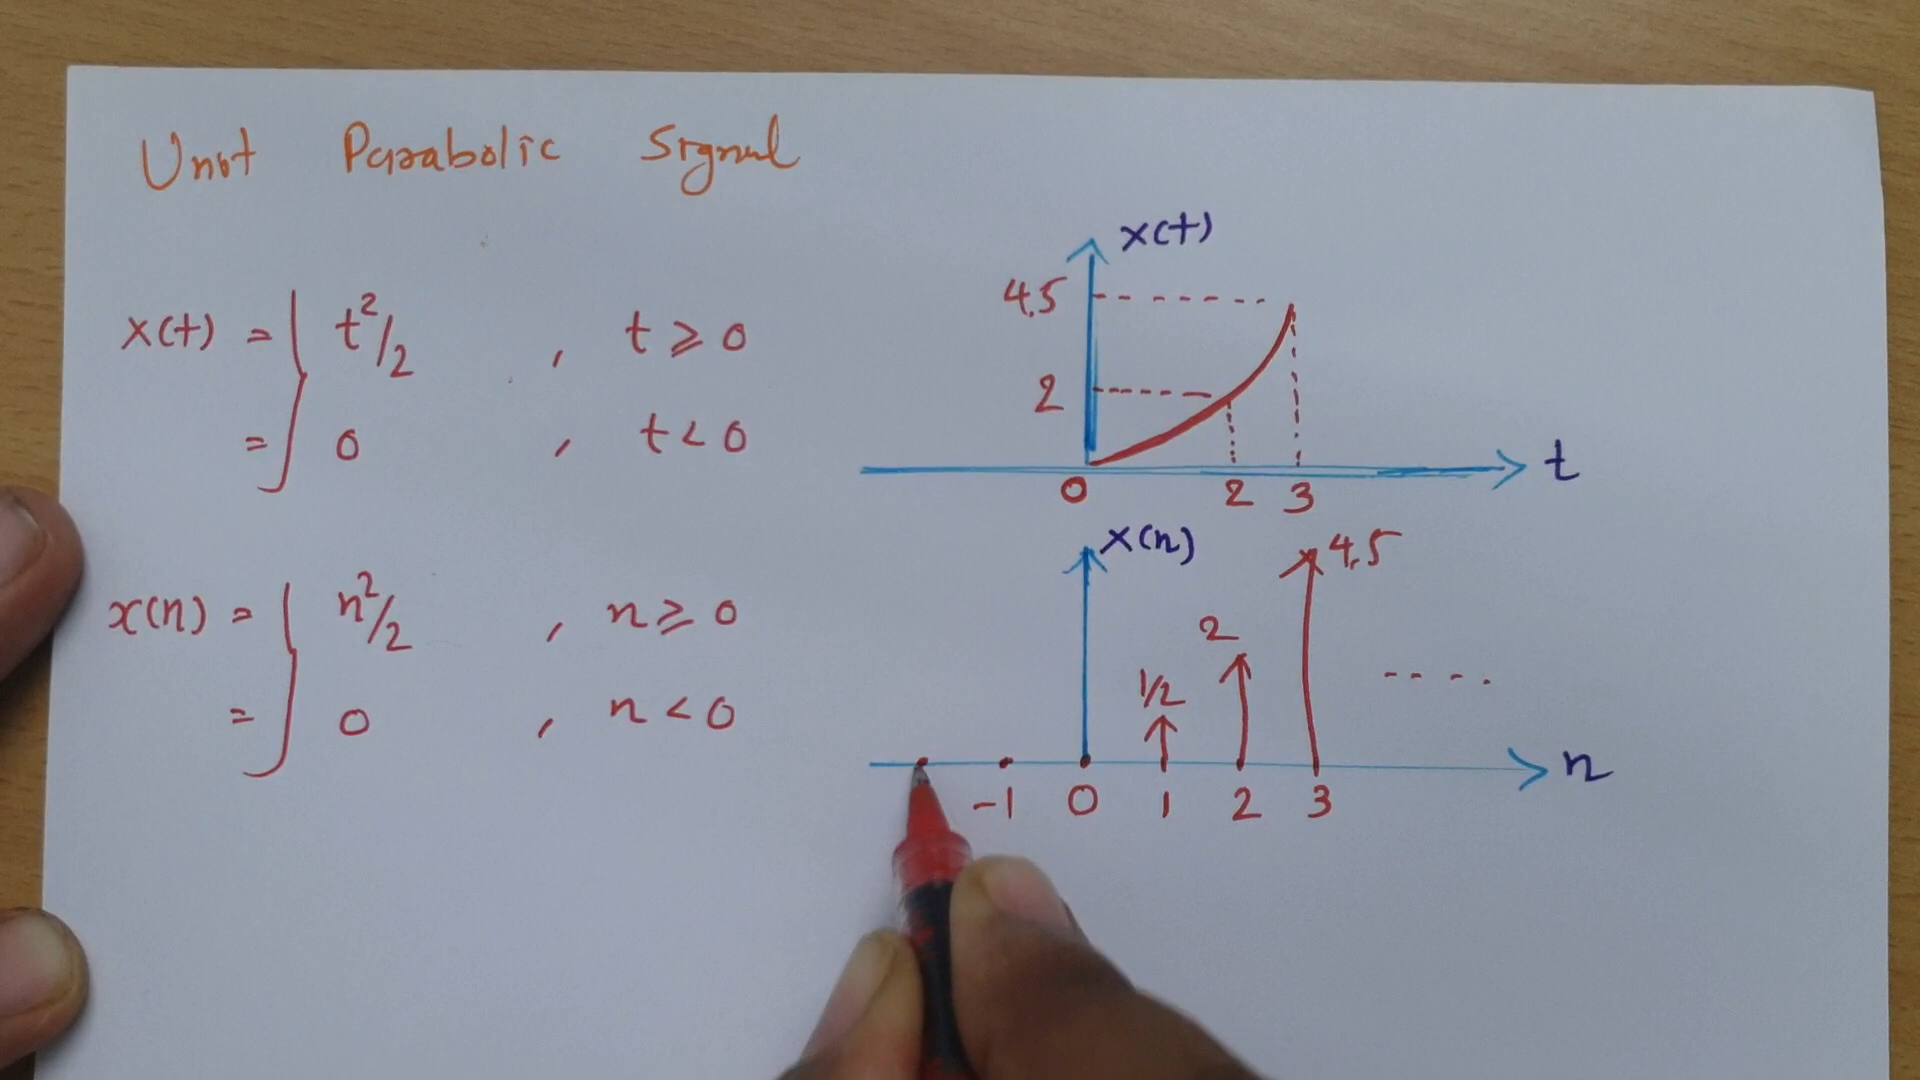 Unit Parabolic Signal
x(t) = { t²/2 , t ≥ 0
= 0 , t < 0
x(n) = { n²/2 , n ≥ 0
= 0 , n < 0
x(t)
4.5
2
0 2 3 t
x(n) 4.5
2
1/2
n
-1 0 1 2 3